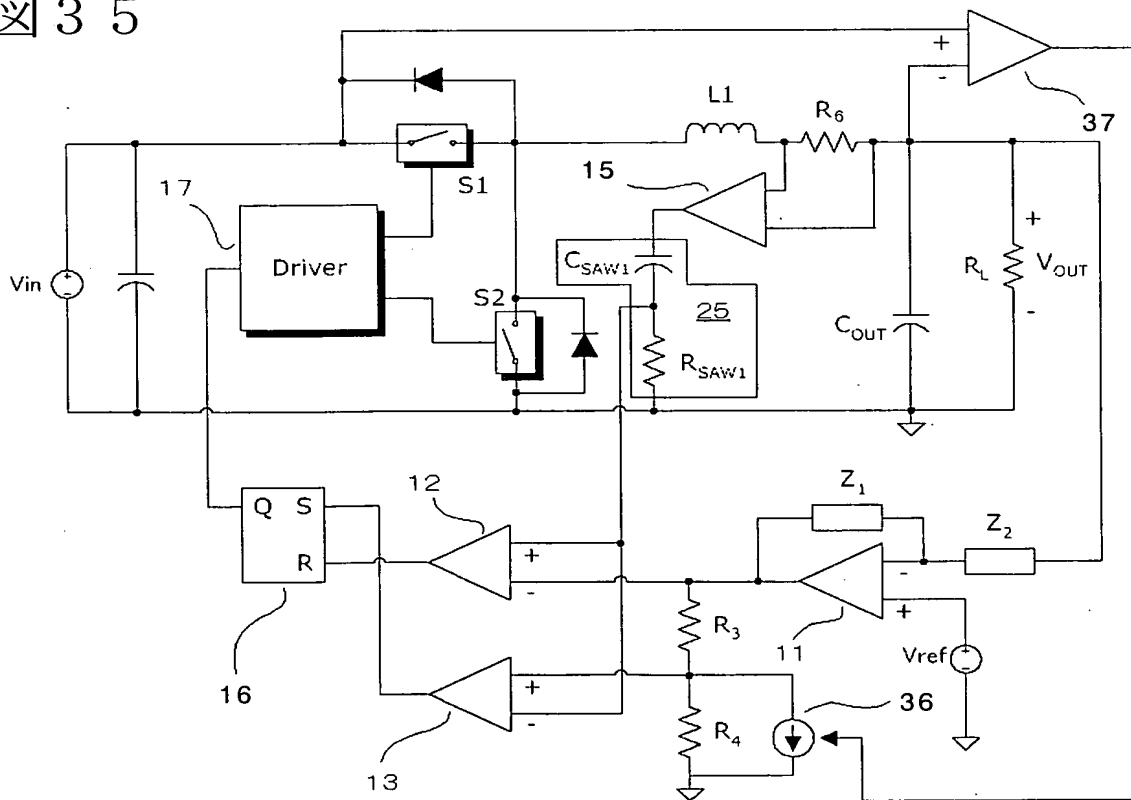 図35
+
-
37
L1
R6
15
S1
17
Driver
Vin
+
-
S2
CSAW1
25
RSAW1
COUT
RL
+
VOUT
-
12
Q S
R
+
-
Z1
Z2
-
+
11
16
R3
Vref
+
-
13
+
-
R4
36